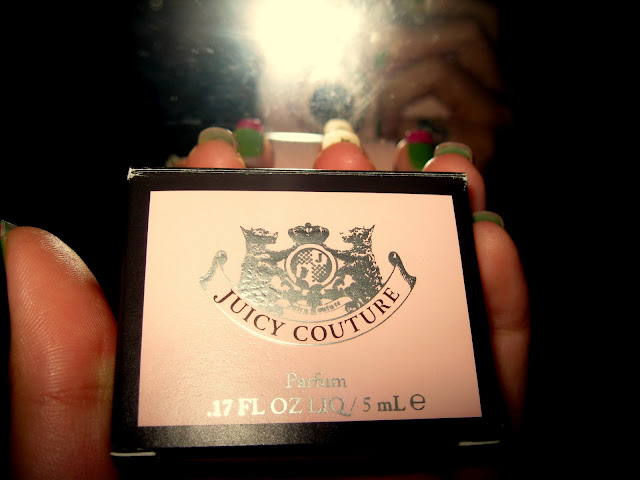 JUICY COUTURE
Parfum
.17 FL OZ LIQ/ 5 mL ℮